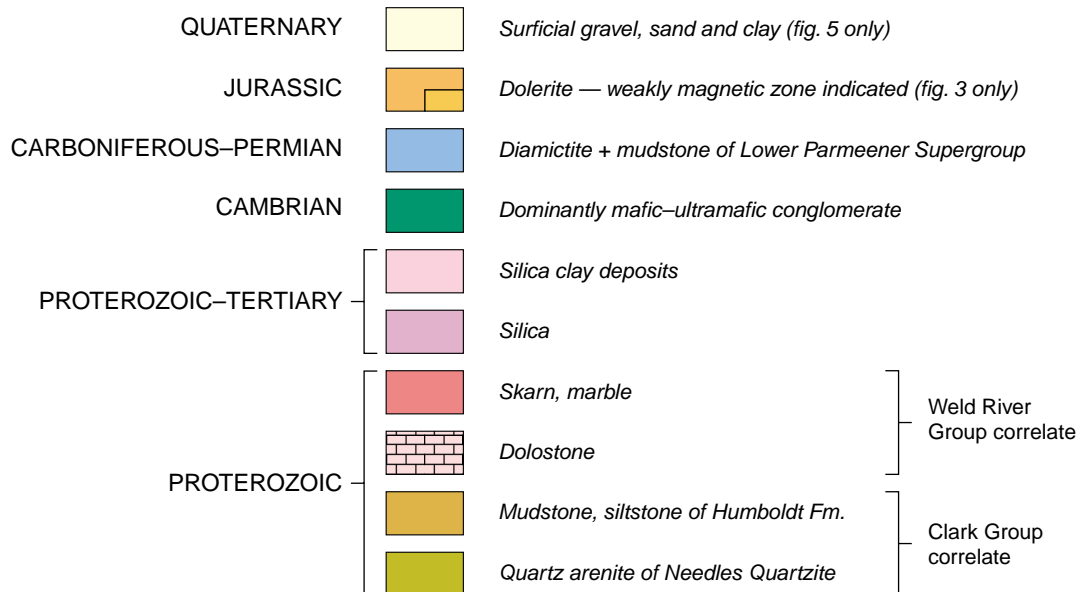 QUATERNARY Surficial gravel, sand and clay (fig. 5 only)
JURASSIC Dolerite — weakly magnetic zone indicated (fig. 3 only)
CARBONIFEROUS–PERMIAN Diamictite + mudstone of Lower Parmeener Supergroup
CAMBRIAN Dominantly mafic–ultramafic conglomerate
Silica clay deposits
PROTEROZOIC–TERTIARY
Silica
Skarn, marble
Weld River
Group correlate
Dolostone
PROTEROZOIC
Mudstone, siltstone of Humboldt Fm.
Clark Group
correlate
Quartz arenite of Needles Quartzite